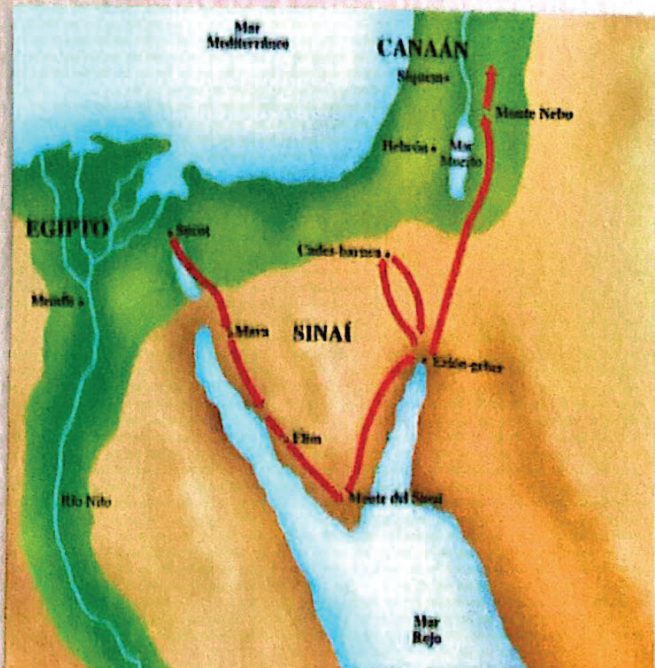 Mar
Mediterráneo
CANAÁN
Siquem
Monte Nebo
Hebrón
Mar
Muerto
EGIPTO
Sucot
Cades-barnea
Menfis
Mara
SINAÍ
Ezión-geber
Elim
Río Nilo
Monte del Sinaí
Mar
Rojo